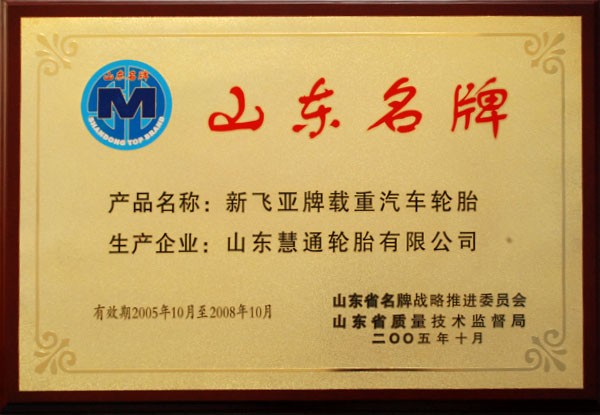 山东名牌
M
SHANDONG TOP BRAND
山东名牌
产品名称：新飞亚牌载重汽车轮胎
生产企业：山东慧通轮胎有限公司
有效期2005年10月至2008年10月
山东省名牌战略推进委员会
山东省质量技术监督局
二〇〇五年十月